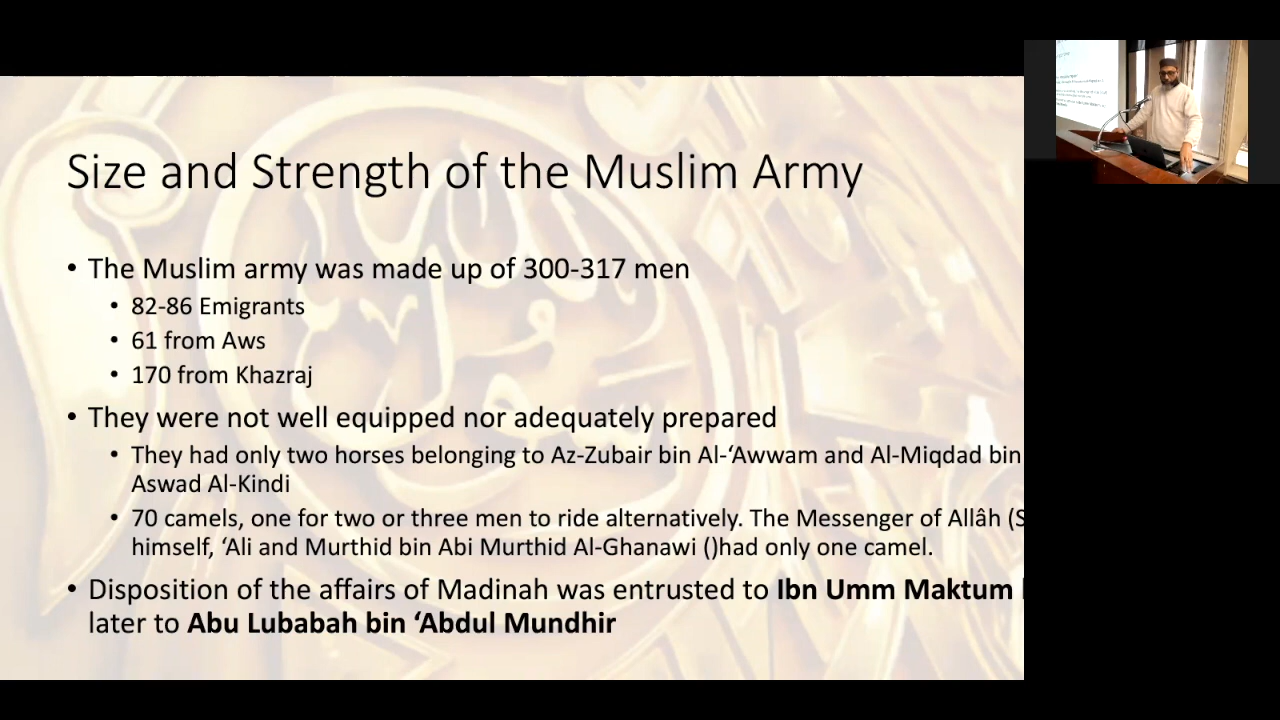 Size and Strength of the Muslim Army
• The Muslim army was made up of 300-317 men
• 82-86 Emigrants
• 61 from Aws
• 170 from Khazraj
• They were not well equipped nor adequately prepared
• They had only two horses belonging to Az-Zubair bin Al-‘Awwam and Al-Miqdad bin
Aswad Al-Kindi
• 70 camels, one for two or three men to ride alternatively. The Messenger of Allâh (S
himself, ‘Ali and Murthid bin Abi Murthid Al-Ghanawi ()had only one camel.
• Disposition of the affairs of Madinah was entrusted to Ibn Umm Maktum
later to Abu Lubabah bin ‘Abdul Mundhir